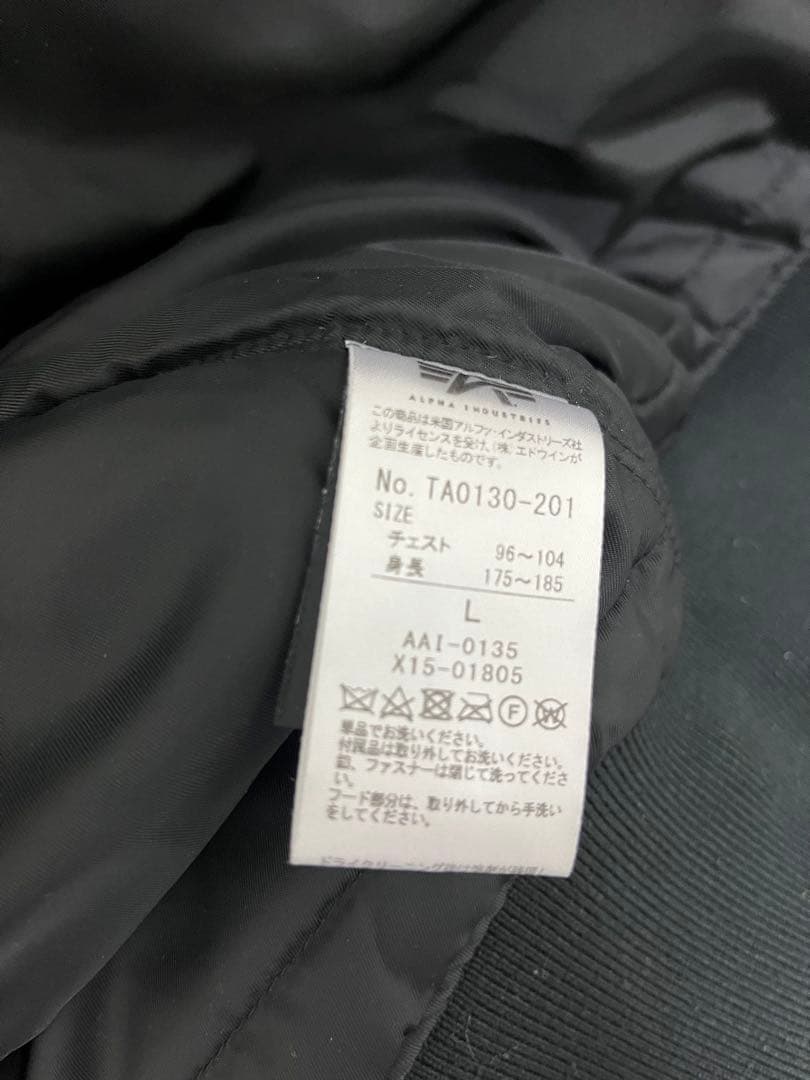 ALPHA INDUSTRIES
この商品は米国アルファ・インダストリーズ社
よりライセンスを受け、(株)エドウインが
企画生産したものです。
No. TA0130-201
SIZE
チェスト 96〜104
身長 175〜185
L
AAI-0135
X15-01805
F W
単品でお洗いください。
付属品は取り外してお洗いください。
釦、ファスナーは閉じて洗ってくださ
い。
フード部分は、取り外してから手洗い
をしてください。